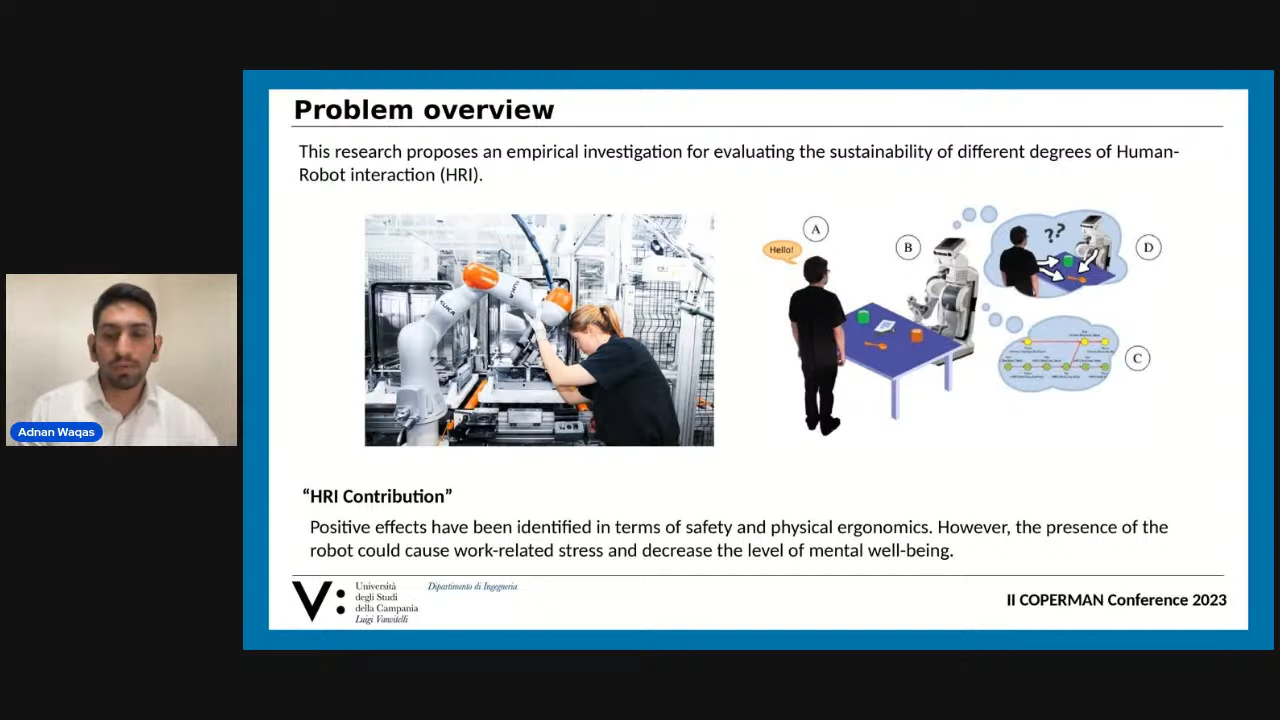 Problem overview
This research proposes an empirical investigation for evaluating the sustainability of different degrees of Human-
Robot interaction (HRI).
KUKA
KUKA
A
Hello!
B
??
D
C
Adnan Waqas
“HRI Contribution”
Positive effects have been identified in terms of safety and physical ergonomics. However, the presence of the
robot could cause work-related stress and decrease the level of mental well-being.
V:
Università
degli Studi
della Campania
Luigi Vanvitelli
Dipartimento di Ingegneria
II COPERMAN Conference 2023